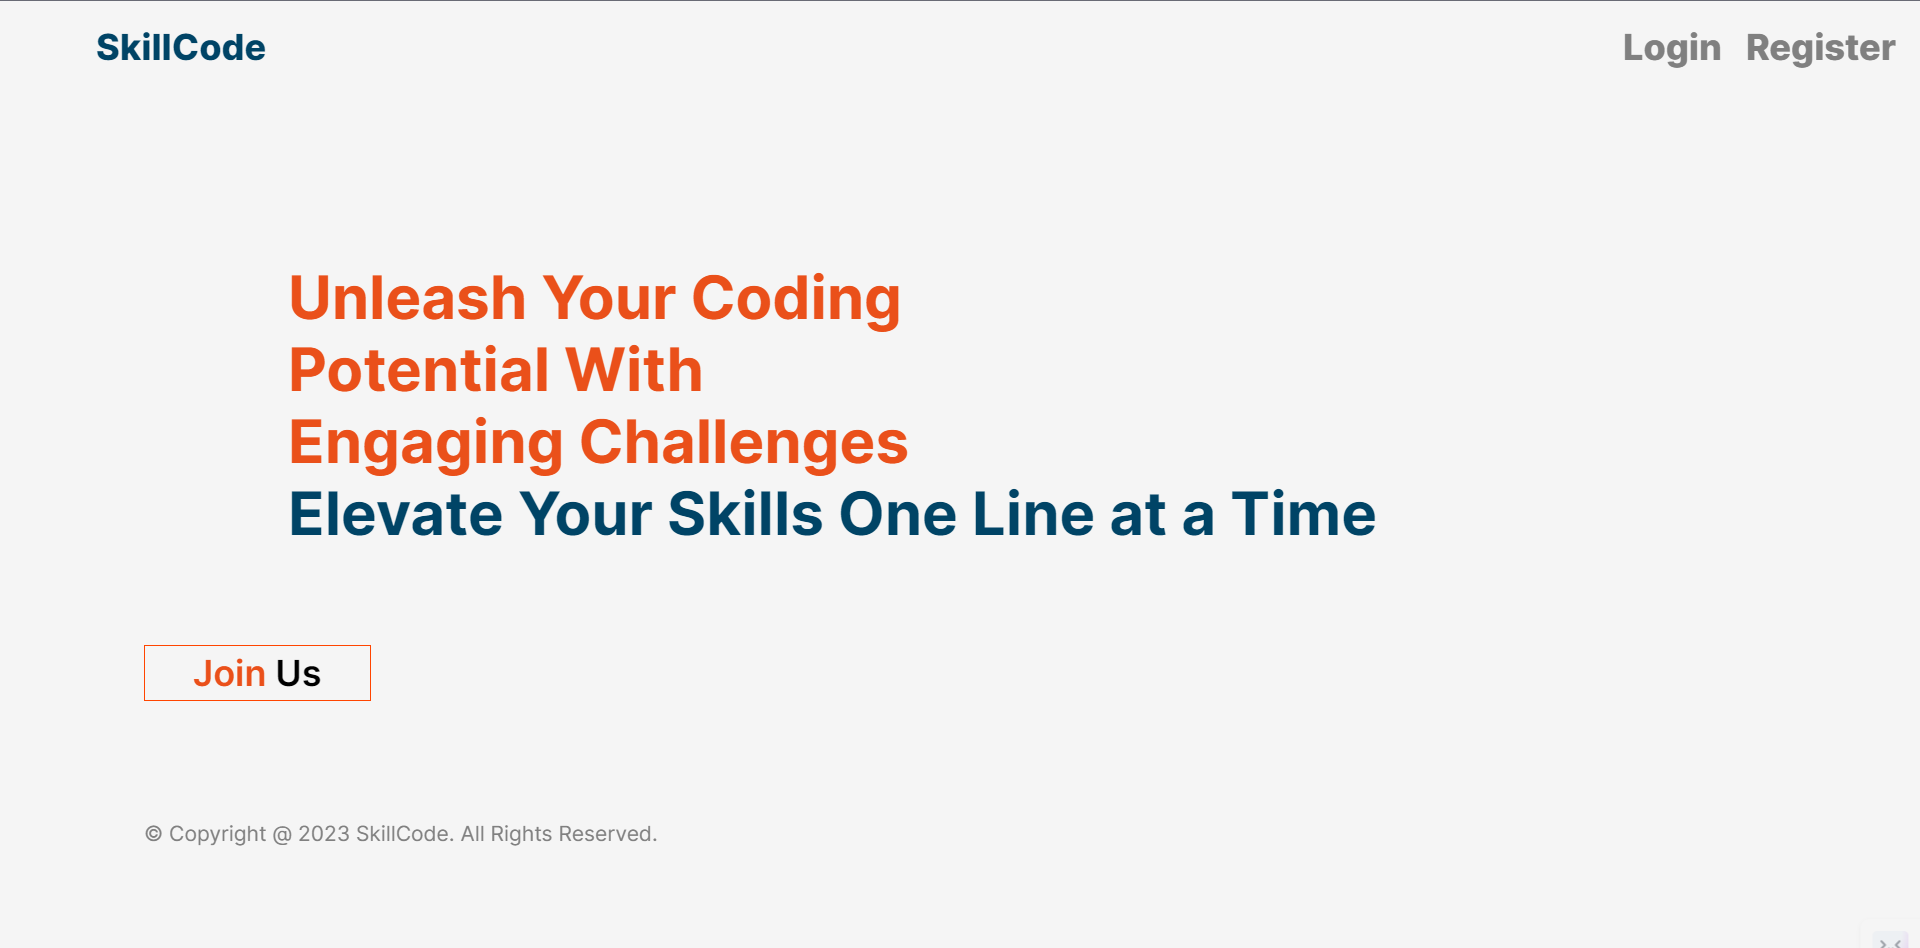 SkillCode
Login Register
Unleash Your Coding
Potential With
Engaging Challenges
Elevate Your Skills One Line at a Time
Join Us
© Copyright @ 2023 SkillCode. All Rights Reserved.